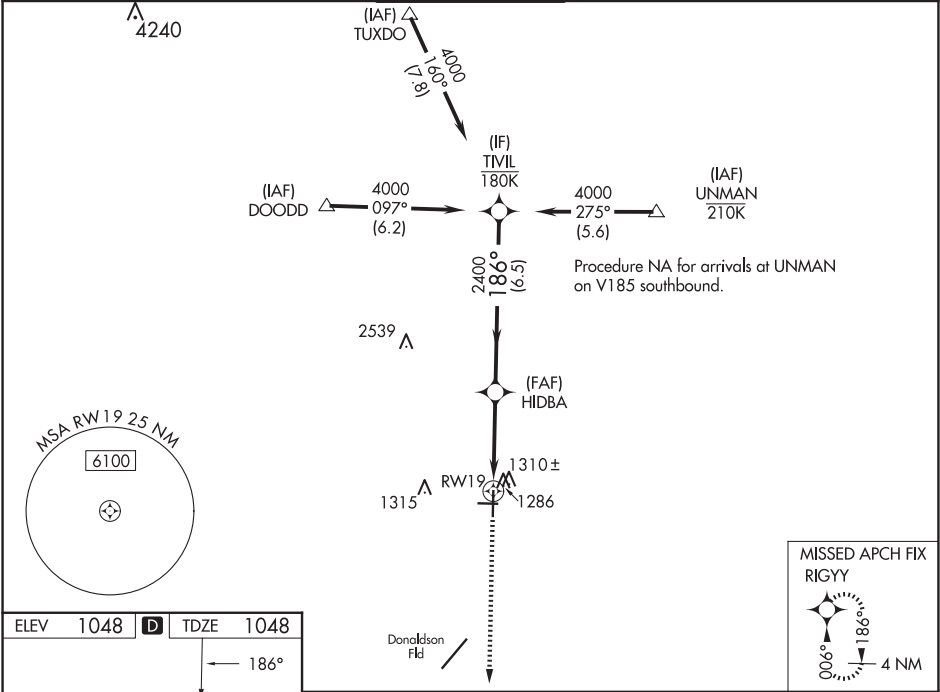 4240
(IAF)
TUXDO
4000
160°
(7.8)
(IF)
TIVIL
180K
(IAF)
DOODD
4000
097°
(6.2)
4000
275°
(5.6)
(IAF)
UNMAN
210K
2400
186°
(6.5)
Procedure NA for arrivals at UNMAN
on V185 southbound.
2539
(FAF)
HIDBA
MSA RW19 25 NM
6100
1315
RW19
1310±
1286
MISSED APCH FIX
RIGYY
006°
186°
4 NM
Donaldson
Fld
ELEV 1048 D TDZE 1048
186°